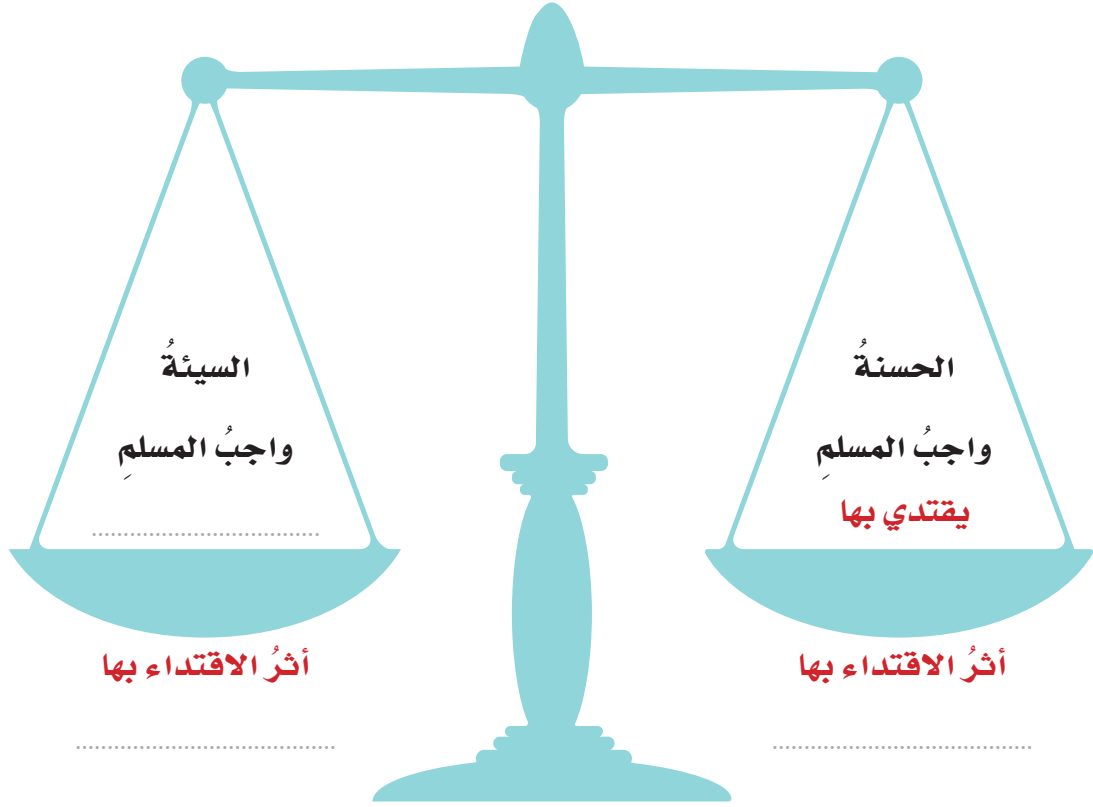 الحسنةُ
واجبُ المسلمِ
يقتدي بها
أثرُ الاقتداء بها
................................
السيئةُ
واجبُ المسلمِ
................................
أثرُ الاقتداء بها
................................